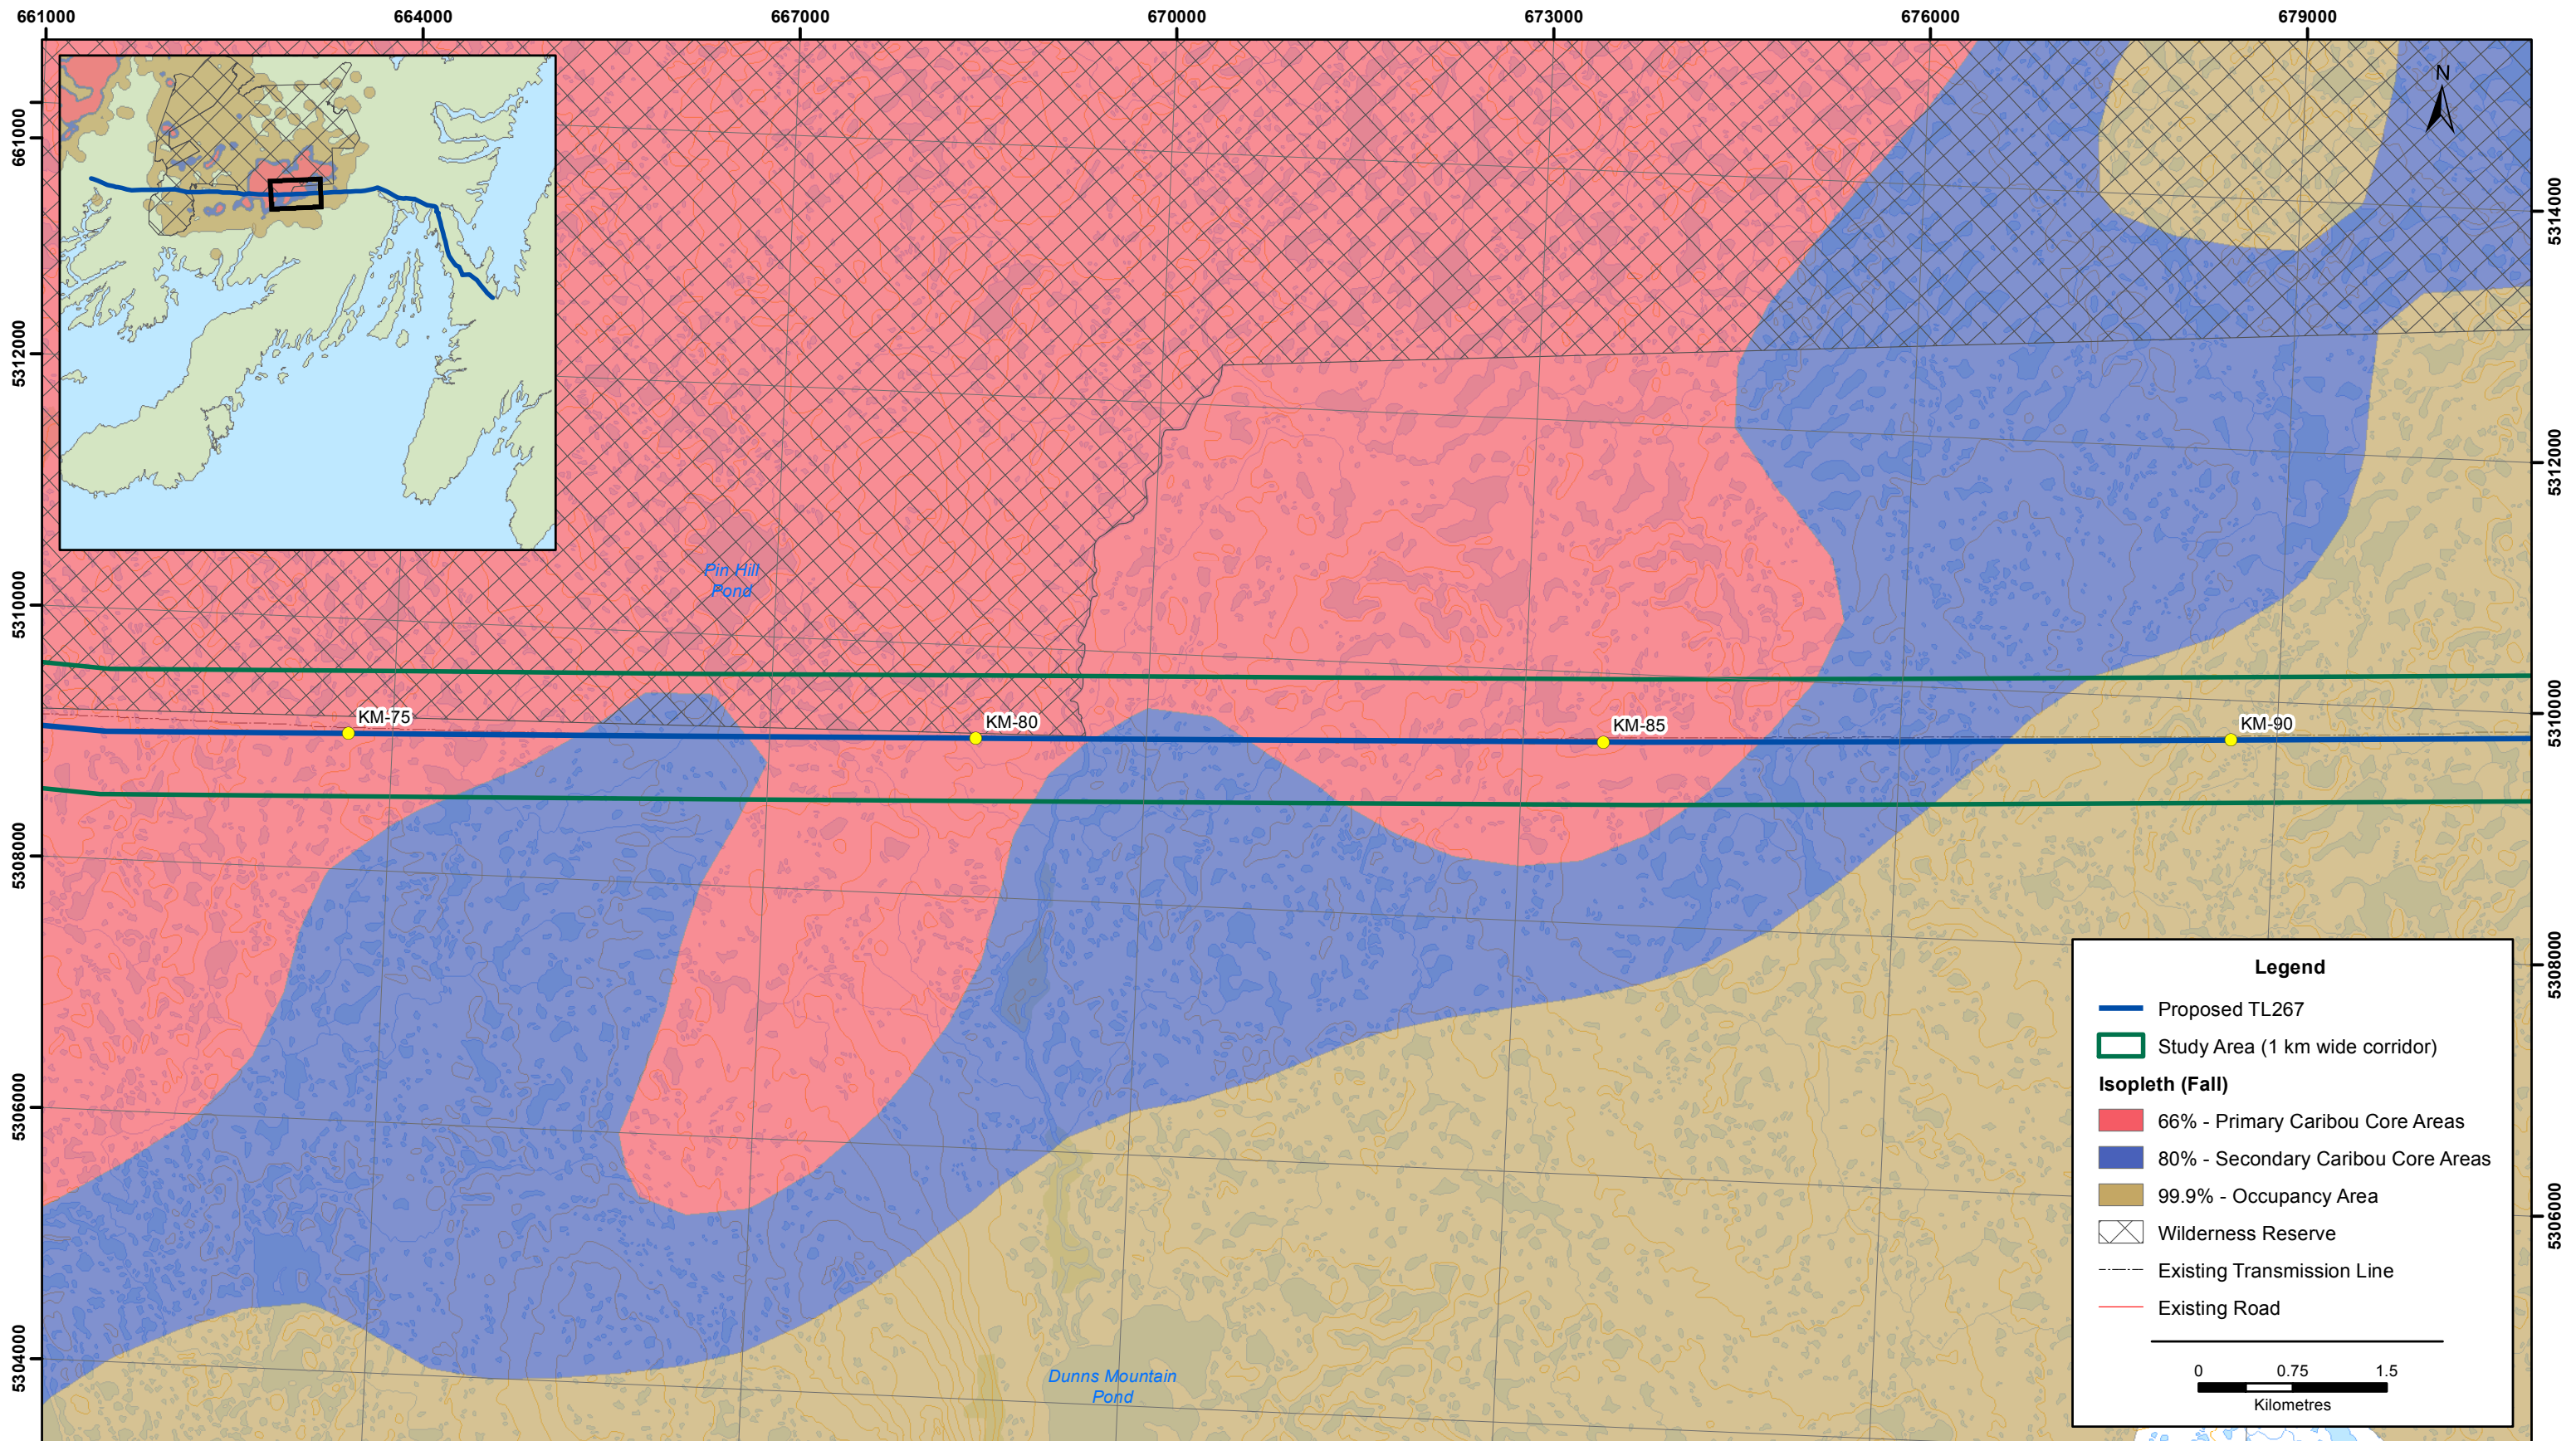 661000 664000 667000 670000 673000 676000 679000
661000
5312000
5310000
5308000
5306000
5304000
5314000
5312000
5310000
5308000
5306000
N
Pin Hill
Pond
KM-75
KM-80
KM-85
KM-90
Dunns Mountain
Pond
Legend
Proposed TL267
Study Area (1 km wide corridor)
Isopleth (Fall)
66% - Primary Caribou Core Areas
80% - Secondary Caribou Core Areas
99.9% - Occupancy Area
Wilderness Reserve
Existing Transmission Line
Existing Road
0 0.75 1.5
Kilometres